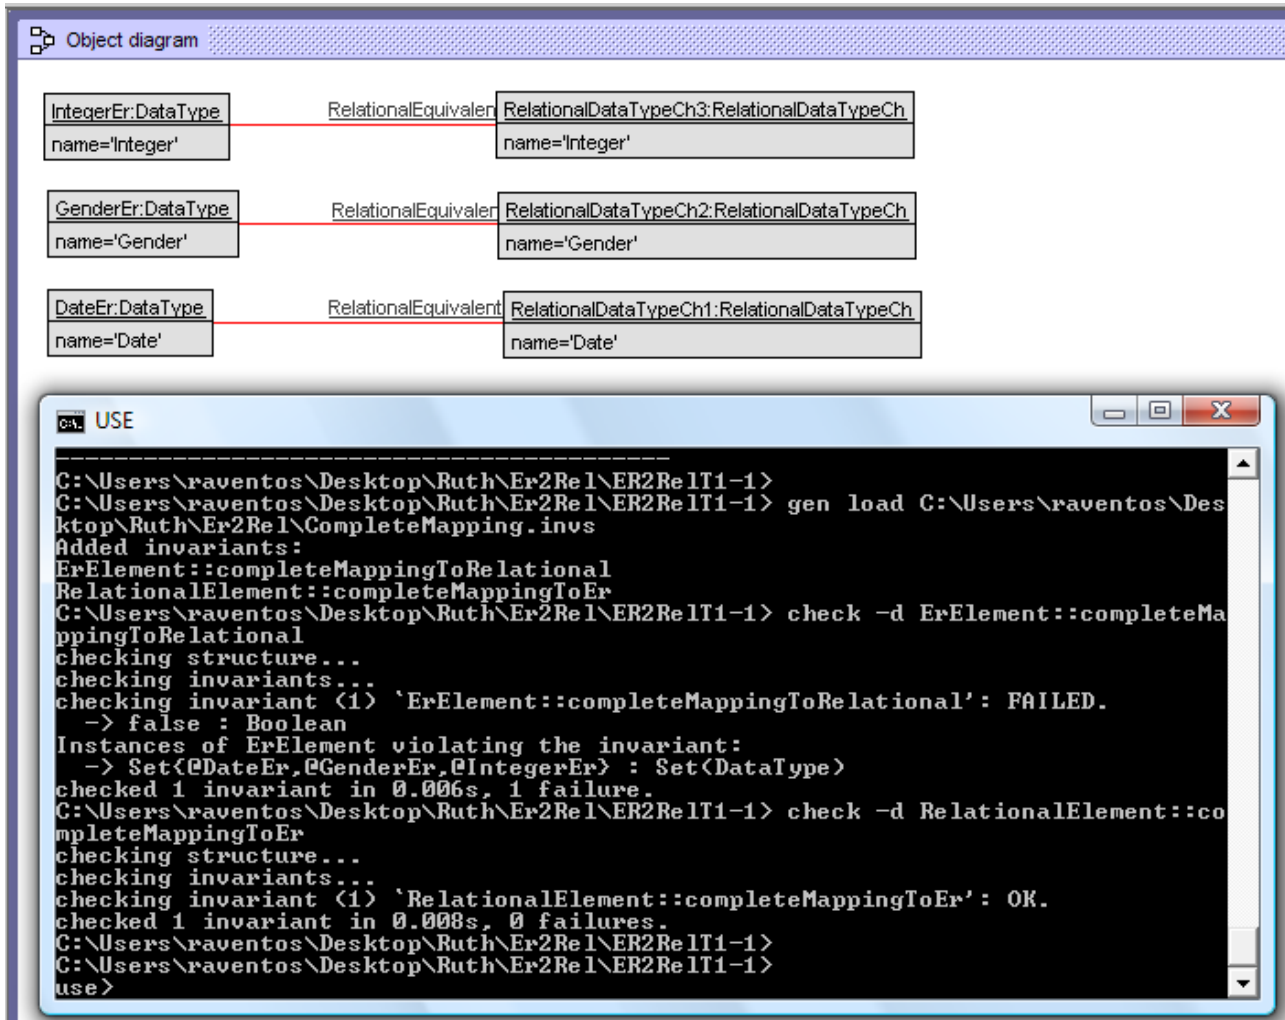 Object diagram
IntegerEr:DataType
name='Integer'
RelationalEquivalen
RelationalDataTypeCh3:RelationalDataTypeCh
name='Integer'
GenderEr:DataType
name='Gender'
RelationalEquivaler
RelationalDataTypeCh2:RelationalDataTypeCh
name='Gender'
DateEr:DataType
name='Date'
RelationalEquivalent
RelationalDataTypeCh1:RelationalDataTypeCh
name='Date'
USE
------------------------------------------
C:\Users\raventos\Desktop\Ruth\Er2Rel\ER2RelT1-1>
C:\Users\raventos\Desktop\Ruth\Er2Rel\ER2RelT1-1> gen load C:\Users\raventos\Des
ktop\Ruth\Er2Rel\CompleteMapping.invs
Added invariants:
ErElement::completeMappingToRelational
RelationalElement::completeMappingToEr
C:\Users\raventos\Desktop\Ruth\Er2Rel\ER2RelT1-1> check -d ErElement::completeMa
ppingToRelational
checking structure...
checking invariants...
checking invariant (1) `ErElement::completeMappingToRelational': FAILED.
-> false : Boolean
Instances of ErElement violating the invariant:
-> Set{@DateEr,@GenderEr,@IntegerEr} : Set(DataType)
checked 1 invariant in 0.006s, 1 failure.
C:\Users\raventos\Desktop\Ruth\Er2Rel\ER2RelT1-1> check -d RelationalElement::co
mpleteMappingToEr
checking structure...
checking invariants...
checking invariant (1) `RelationalElement::completeMappingToEr': OK.
checked 1 invariant in 0.008s, 0 failures.
C:\Users\raventos\Desktop\Ruth\Er2Rel\ER2RelT1-1>
C:\Users\raventos\Desktop\Ruth\Er2Rel\ER2RelT1-1>
use>